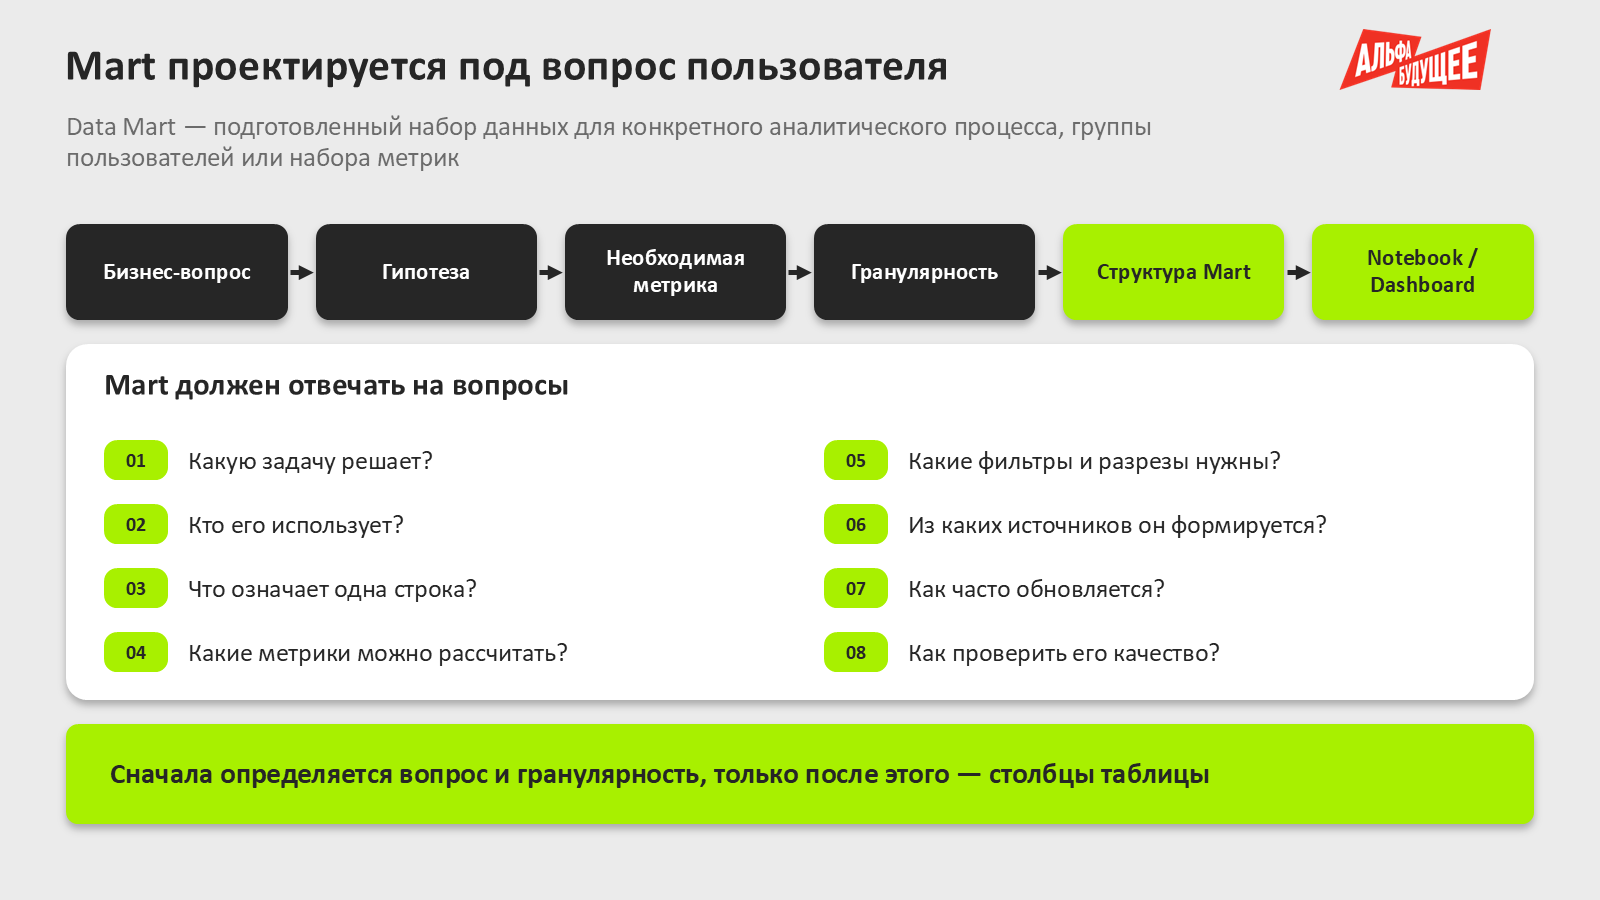 Mart проектируется под вопрос пользователя
АЛЬФА
БУДУЩЕЕ
Data Mart — подготовленный набор данных для конкретного аналитического процесса, группы
пользователей или набора метрик
Бизнес-вопрос
Гипотеза
Необходимая
метрика
Гранулярность
Структура Mart
Notebook /
Dashboard
Mart должен отвечать на вопросы
01 Какую задачу решает?
02 Кто его использует?
03 Что означает одна строка?
04 Какие метрики можно рассчитать?
05 Какие фильтры и разрезы нужны?
06 Из каких источников он формируется?
07 Как часто обновляется?
08 Как проверить его качество?
Сначала определяется вопрос и гранулярность, только после этого — столбцы таблицы